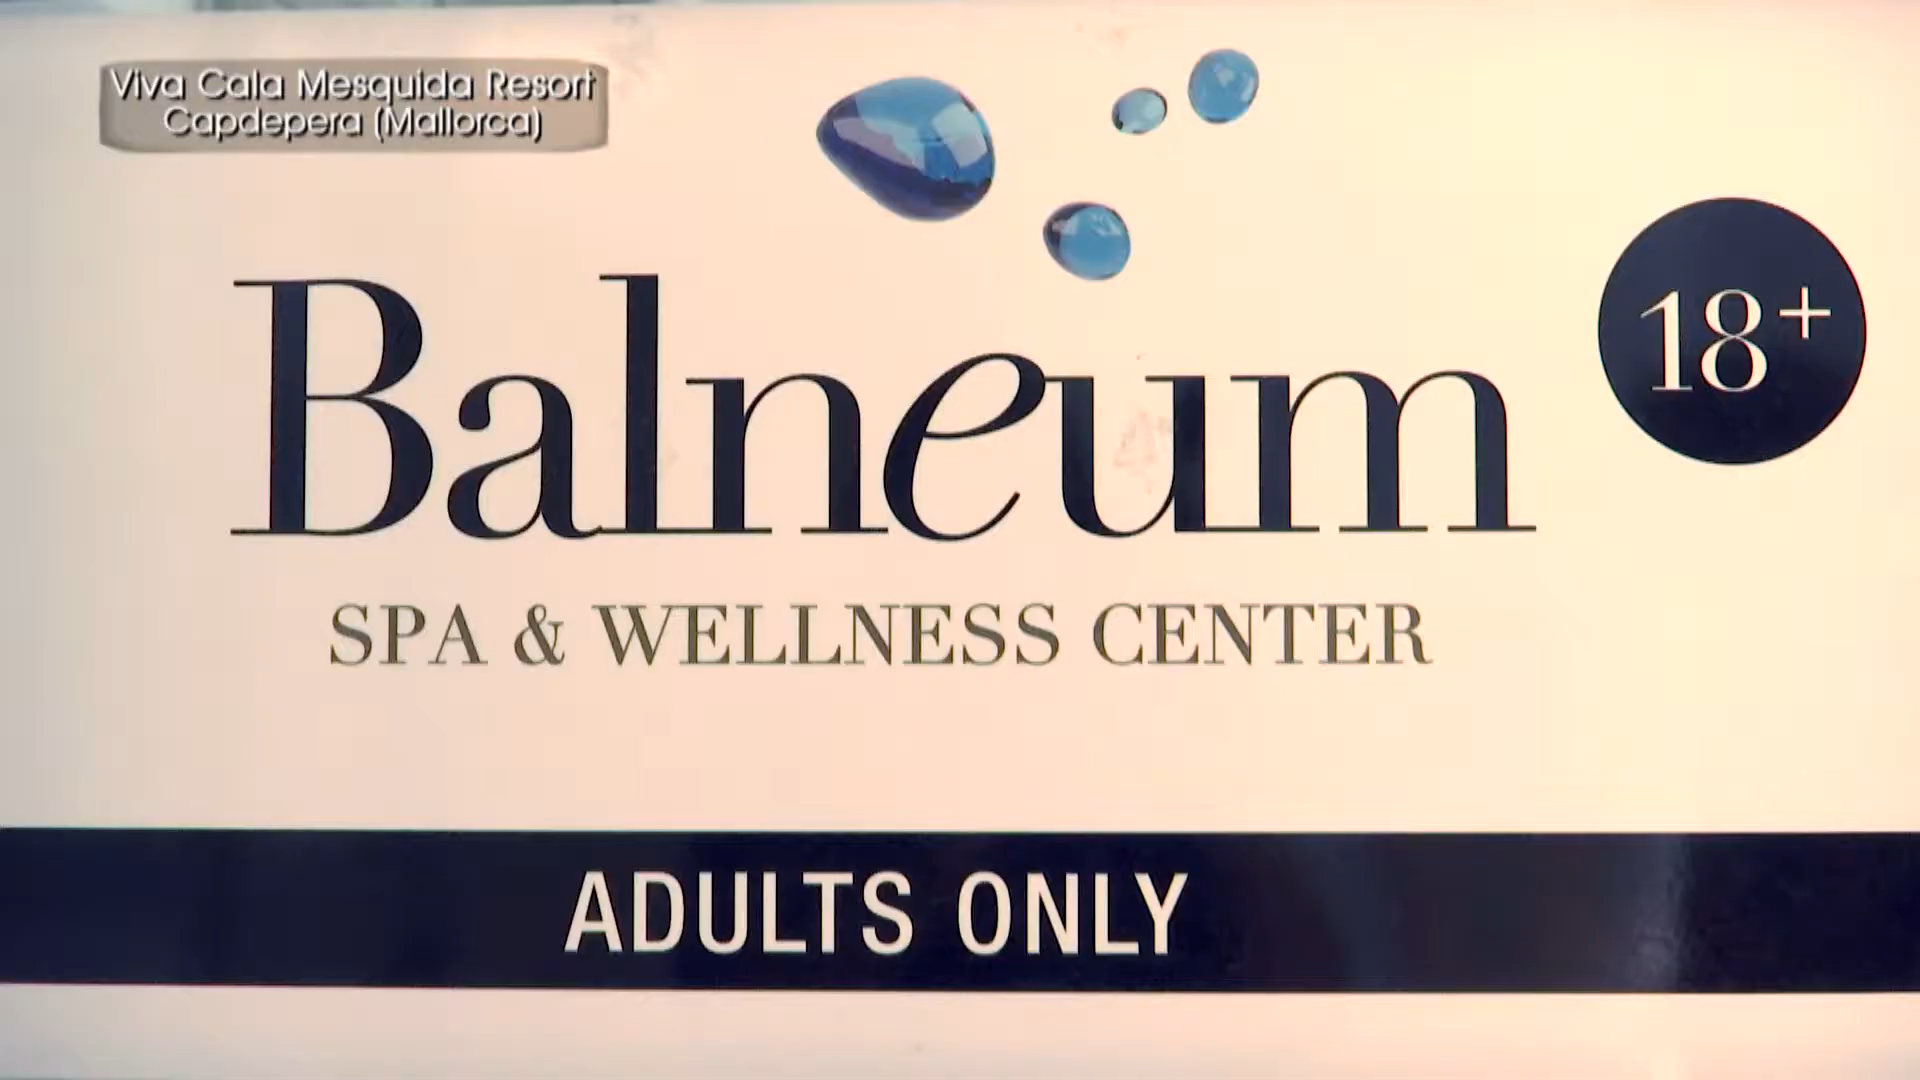 Viva Cala Mesquida Resort
Capdepera (Mallorca)
Balneum
18+
SPA & WELLNESS CENTER
ADULTS ONLY